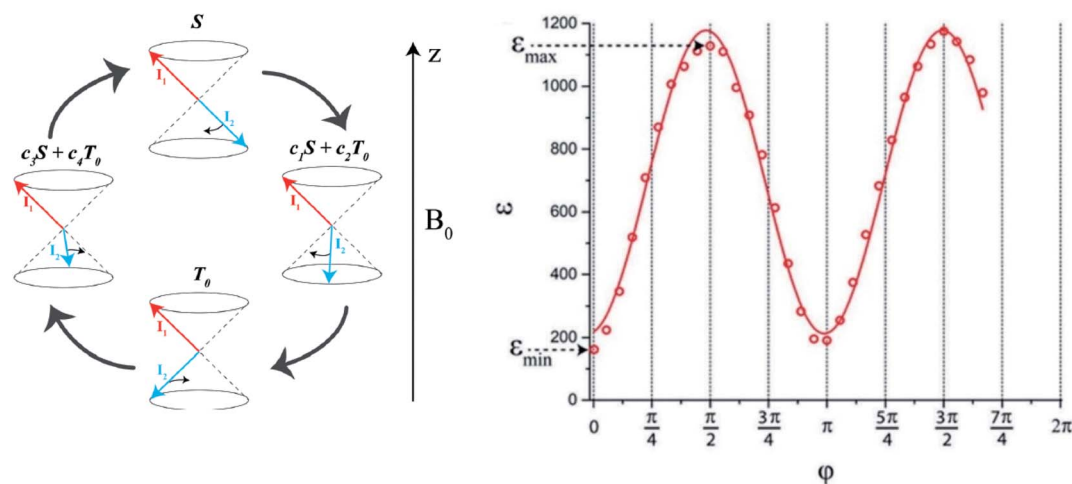 S
z
I₁
I₂
c₃S + c₄T₀
c₁S + c₂T₀
I₁
I₂
I₁
I₂
B₀
T₀
I₁
I₂
1200
1000
800
600
400
200
0
ε
εmax
εmin
0
π/4
π/2
3π/4
π
5π/4
3π/2
7π/4
2π
φ